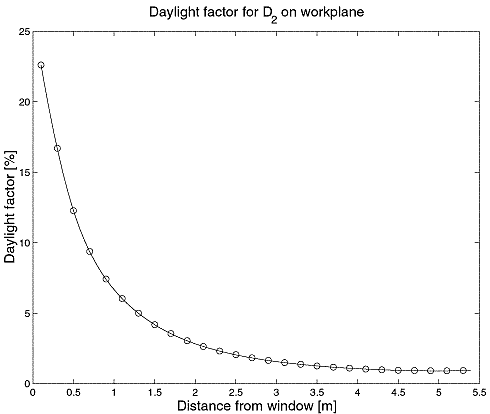 Daylight factor for D2 on workplane
25
20
15
10
5
0
Daylight factor [%]
0 0.5 1 1.5 2 2.5 3 3.5 4 4.5 5 5.5
Distance from window [m]